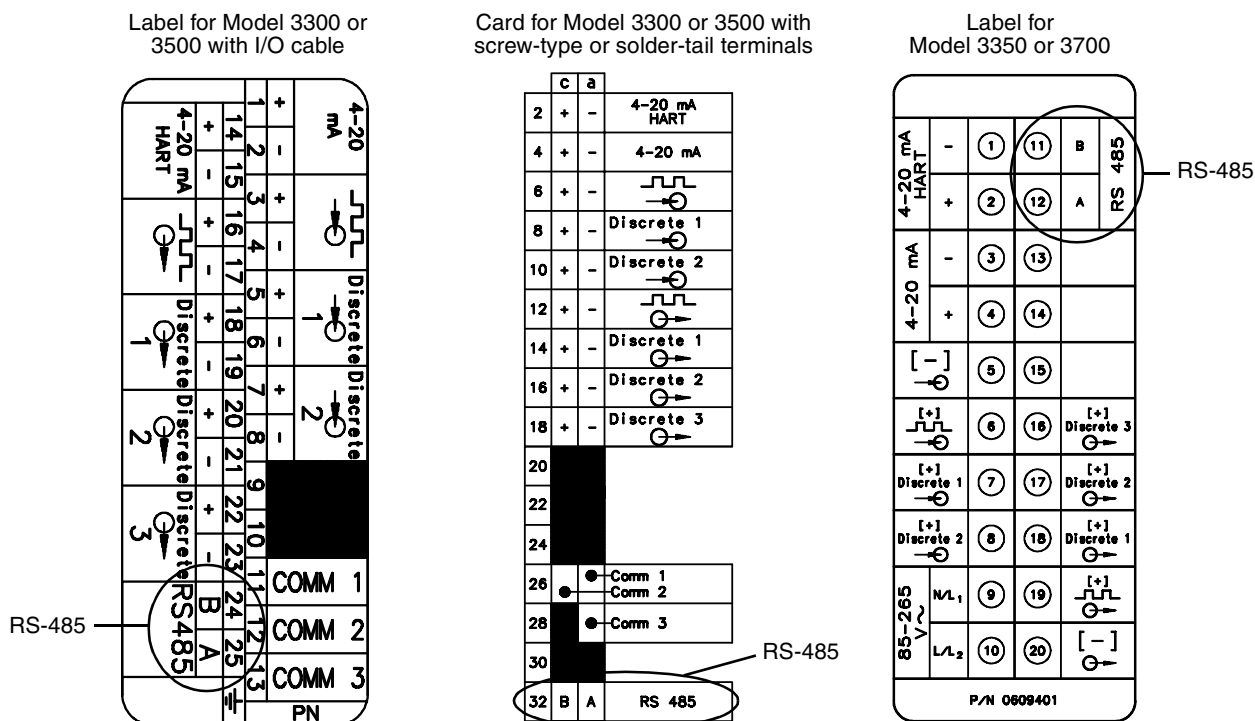 Label for Model 3300 or
3500 with I/O cable
Card for Model 3300 or 3500 with
screw-type or solder-tail terminals
Label for
Model 3350 or 3700
4-20 mA
HART
+ 14
- 15
+ 16
- 17
Discrete 1
+ 18
- 19
Discrete 2
+ 20
- 21
Discrete 3
+ 22
- 23
RS485
B 24
A 25
1 +
2 -
4-20
mA
3 +
4 -
5 +
6 -
Discrete 1
7 +
8 -
Discrete 2
9
10
11 COMM 1
12 COMM 2
13 COMM 3
PN
RS-485
c a
2 + - 4-20 mA
HART
4 + - 4-20 mA
6 + -
8 + - Discrete 1
10 + - Discrete 2
12 + -
14 + - Discrete 1
16 + - Discrete 2
18 + - Discrete 3
20
22
24
26 Comm 1
Comm 2
28 Comm 3
30
32 B A RS 485
RS-485
4-20 mA
HART
- 1 11 B
+ 2 12 A
RS 485
RS-485
4-20 mA
- 3 13
+ 4 14
[-] 5 15
[+] 6 16 [+]
Discrete 3
[+]
Discrete 1 7 17 [+]
Discrete 2
[+]
Discrete 2 8 18 [+]
Discrete 1
85-265
V~
N/L1 9 19 [+]
L/L2 10 20 [-]
P/N 0609401